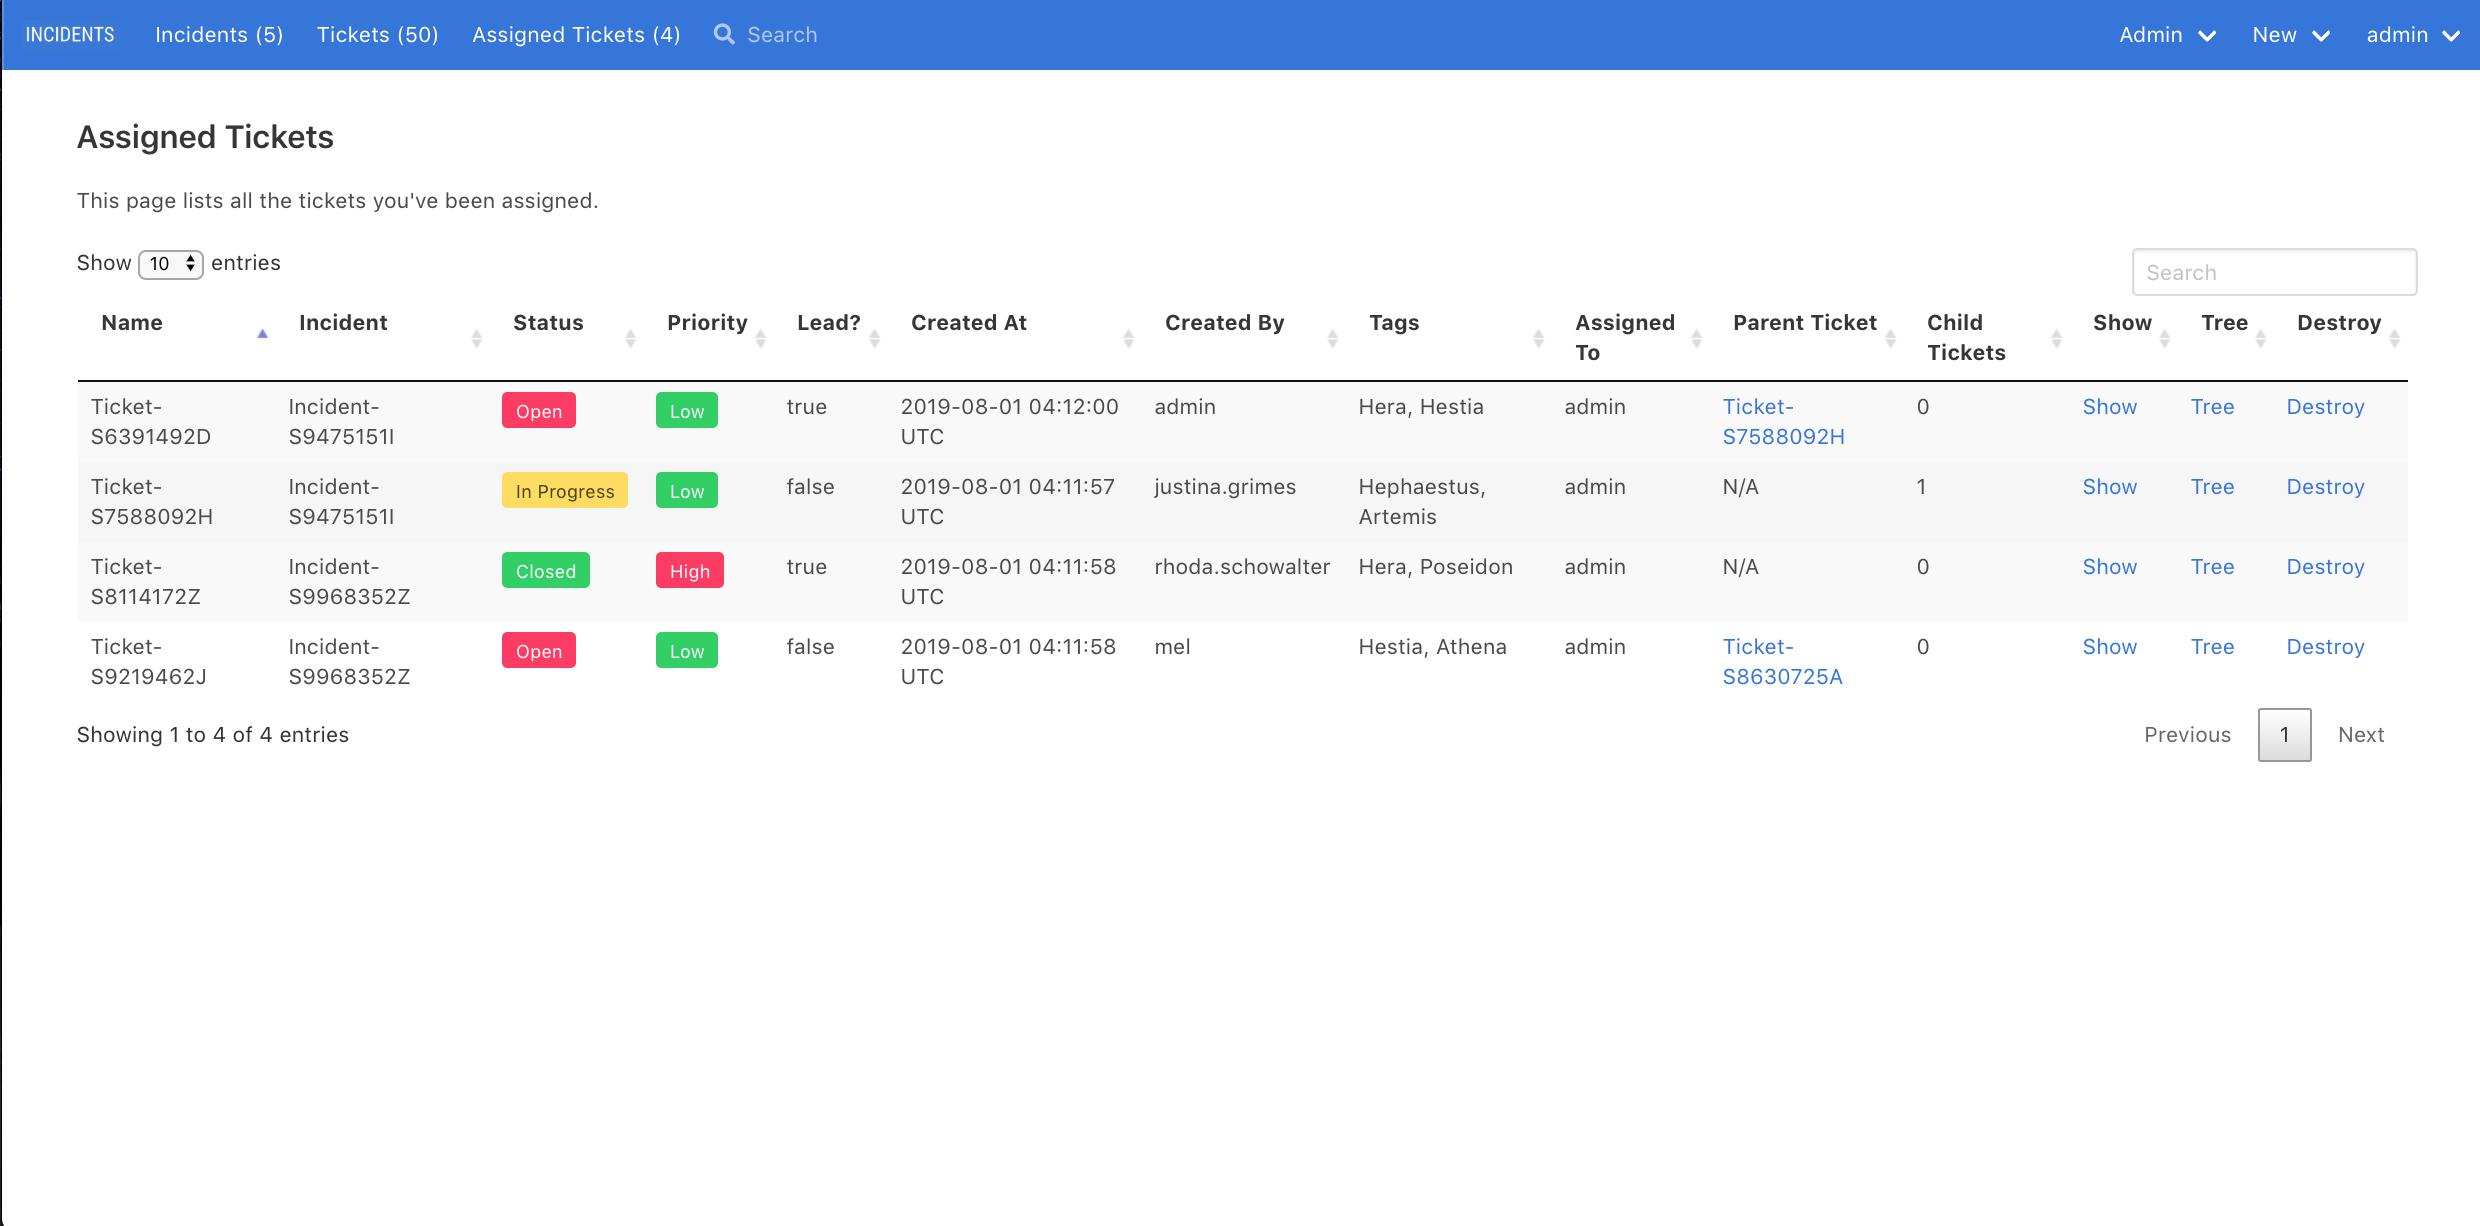 INCIDENTS Incidents (5) Tickets (50) Assigned Tickets (4) Search Admin New admin
Assigned Tickets
This page lists all the tickets you've been assigned.
Show 10 entries Search
Name Incident Status Priority Lead? Created At Created By Tags Assigned To Parent Ticket Child Tickets Show Tree Destroy
Ticket- Incident- Open Low true 2019-08-01 04:12:00 admin Hera, Hestia admin Ticket- 0 Show Tree Destroy
S6391492D S9475151I UTC S7588092H
Ticket- Incident- In Progress Low false 2019-08-01 04:11:57 justina.grimes Hephaestus, admin N/A 1 Show Tree Destroy
S7588092H S9475151I UTC Artemis
Ticket- Incident- Closed High true 2019-08-01 04:11:58 rhoda.schowalter Hera, Poseidon admin N/A 0 Show Tree Destroy
S8114172Z S9968352Z UTC
Ticket- Incident- Open Low false 2019-08-01 04:11:58 mel Hestia, Athena admin Ticket- 0 Show Tree Destroy
S9219462J S9968352Z UTC S8630725A
Showing 1 to 4 of 4 entries Previous 1 Next